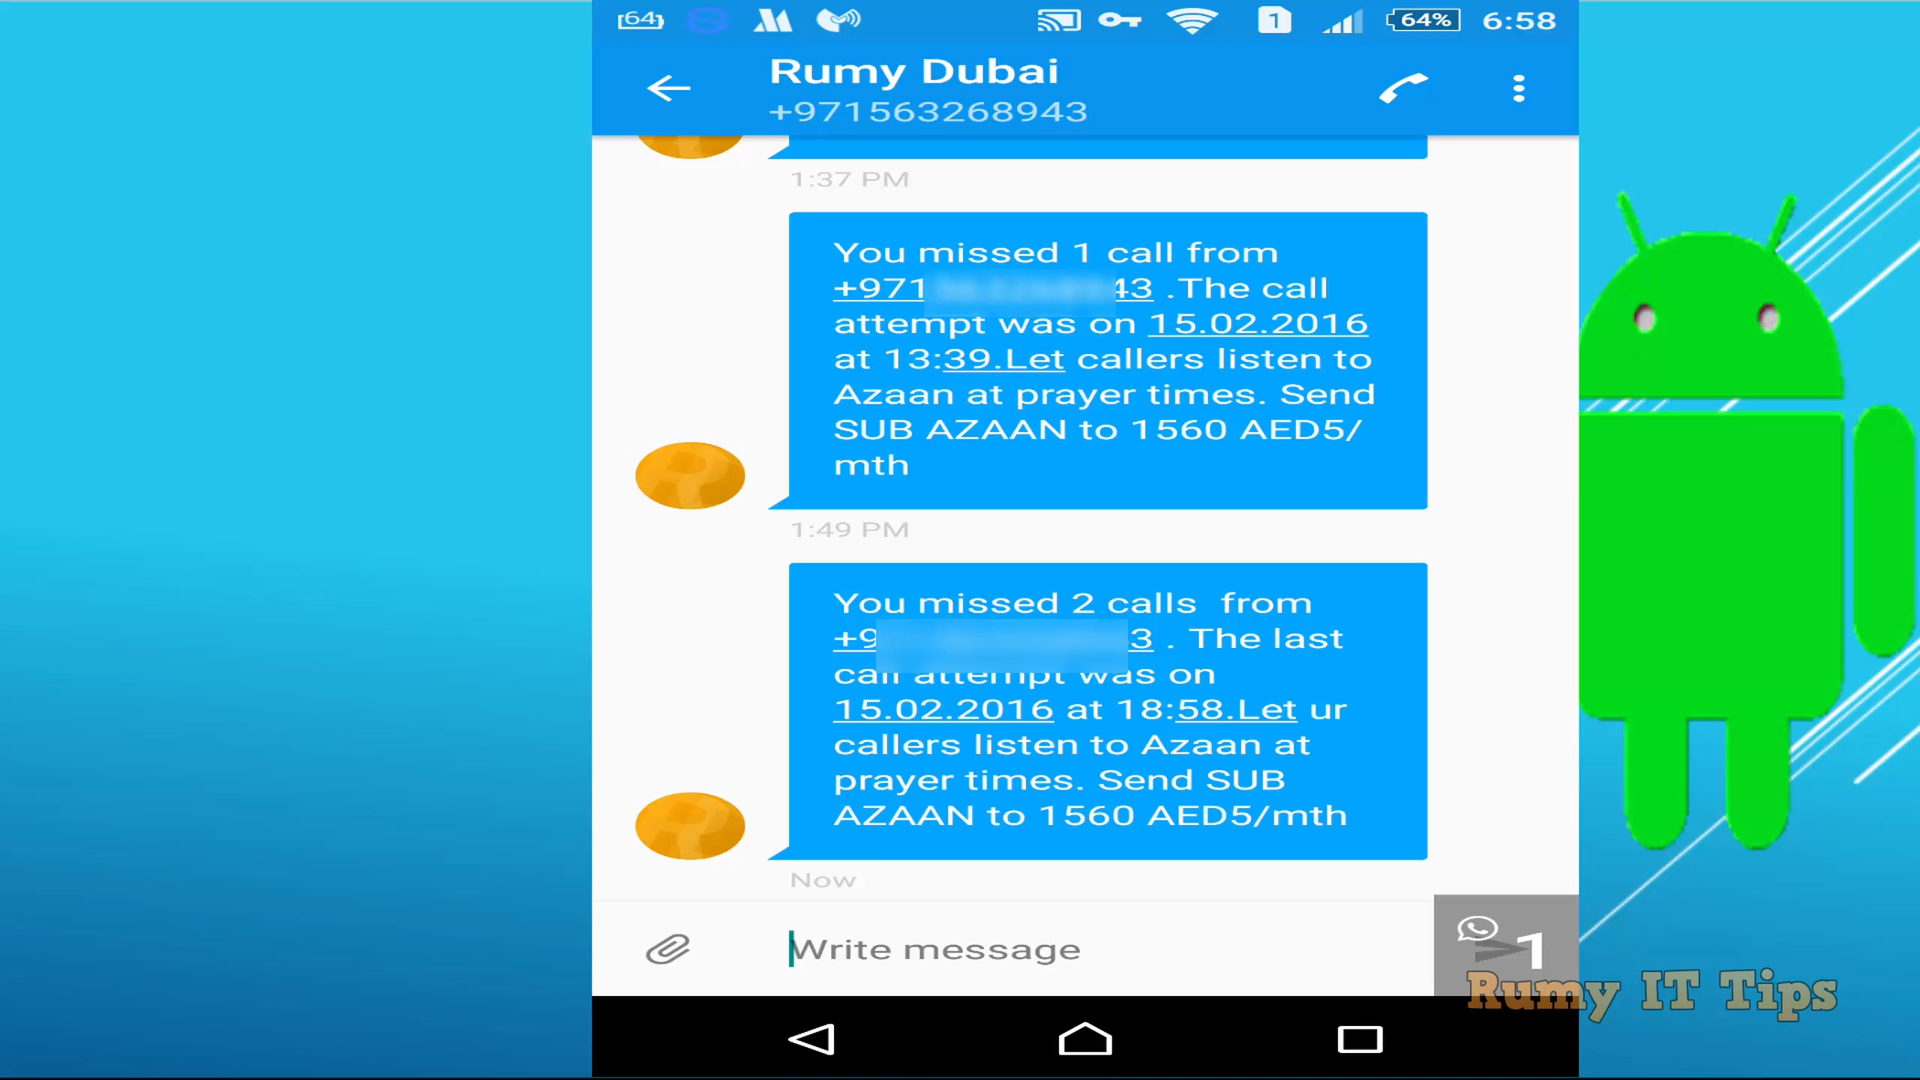 64
1
64%
6:58
Rumy Dubai
+971563268943
1:37 PM
You missed 1 call from
+971 43 .The call
attempt was on 15.02.2016
at 13:39.Let callers listen to
Azaan at prayer times. Send
SUB AZAAN to 1560 AED5/
mth
1:49 PM
You missed 2 calls from
+9 3 . The last
call attempt was on
15.02.2016 at 18:58.Let ur
callers listen to Azaan at
prayer times. Send SUB
AZAAN to 1560 AED5/mth
Now
Write message
1
Rumy IT Tips